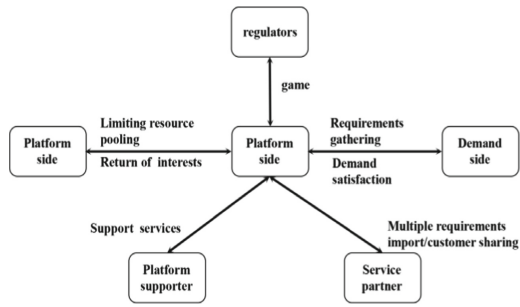 regulators
game
Limiting resource
pooling
Return of interests
Requirements
gathering
Demand
satisfaction
Platform
side
Platform
side
Demand
side
Support services
Multiple requirements
import/customer sharing
Platform
supporter
Service
partner